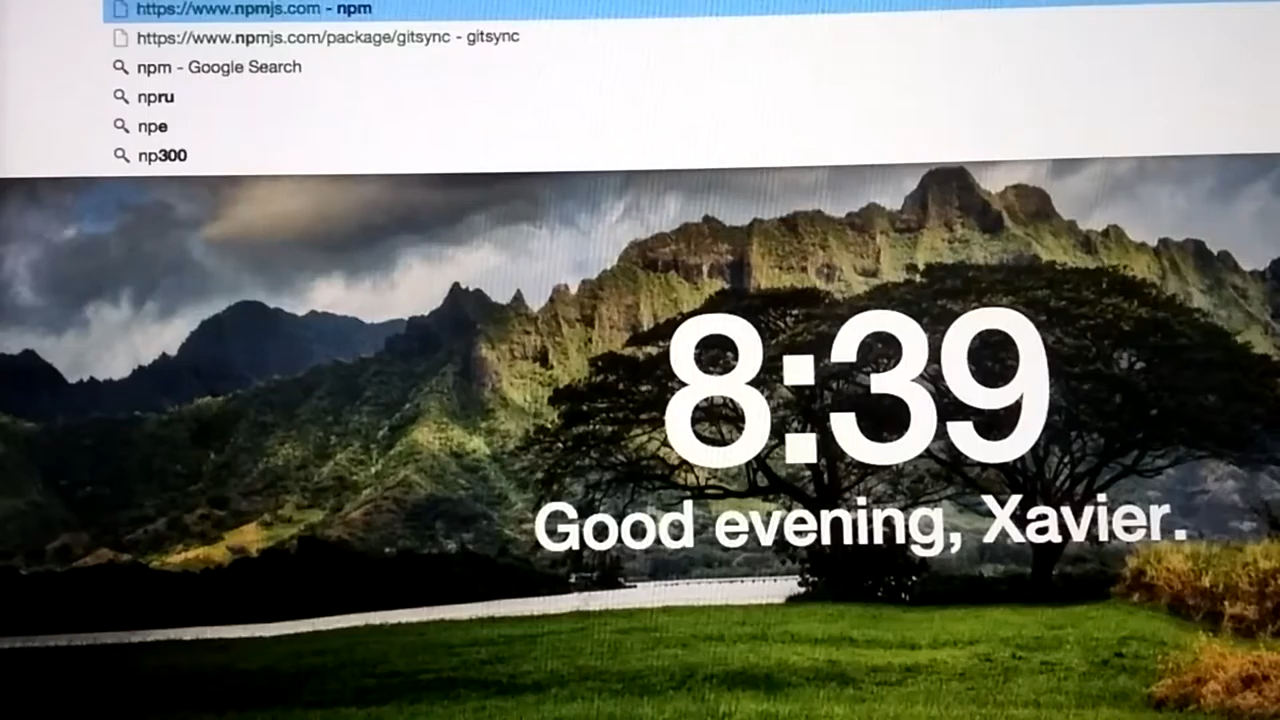 https://www.npmjs.com - npm
https://www.npmjs.com/package/gitsync - gitsync
npm - Google Search
npru
npe
np300
8:39
Good evening, Xavier.